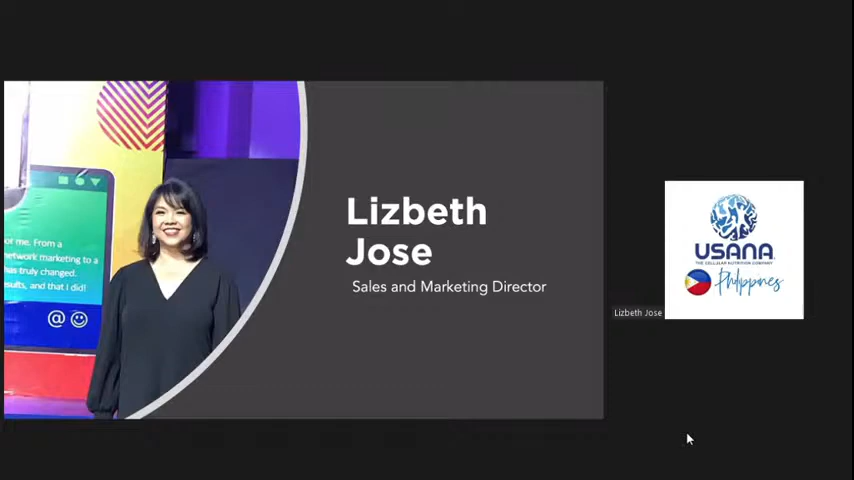 ot me. From a
network marketing to a
has truly changed.
esults, and that I did!
@
Lizbeth
Jose
Sales and Marketing Director
USANA
THE CELLULAR NUTRITION COMPANY
Philippines
Lizbeth Jose